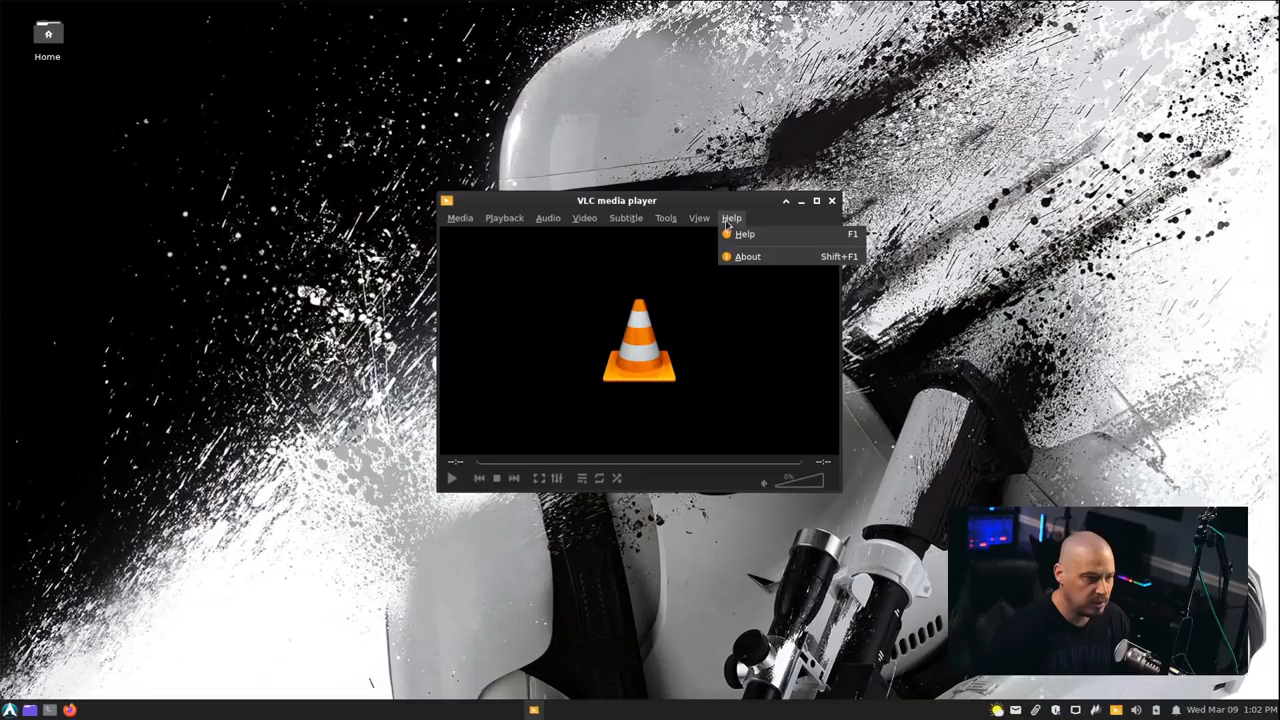 Home
VLC media player
Media Playback Audio Video Subtitle Tools View Help
Help F1
About Shift+F1
--:-- --:--
0%
Wed Mar 09 1:02 PM